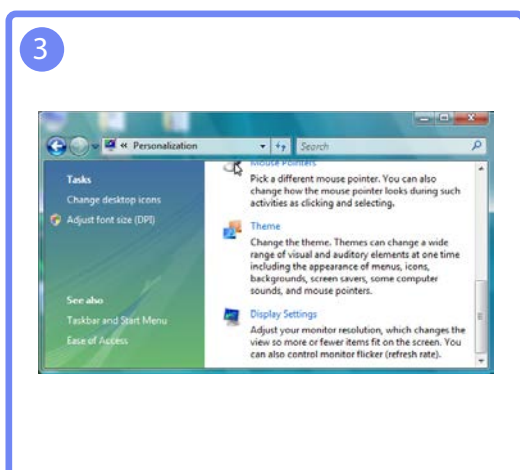 3
« Personalization
Search
Tasks
Change desktop icons
Adjust font size (DPI)
See also
Taskbar and Start Menu
Ease of Access
Mouse Pointers
Pick a different mouse pointer. You can also
change how the mouse pointer looks during such
activities as clicking and selecting.
Theme
Change the theme. Themes can change a wide
range of visual and auditory elements at one time
including the appearance of menus, icons,
backgrounds, screen savers, some computer
sounds, and mouse pointers.
Display Settings
Adjust your monitor resolution, which changes the
view so more or fewer items fit on the screen. You
can also control monitor flicker (refresh rate).